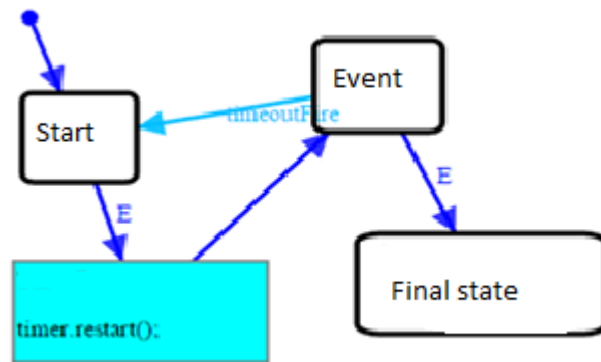 Event
timeoutFire
Start
E
E
Final state
timer.restart();